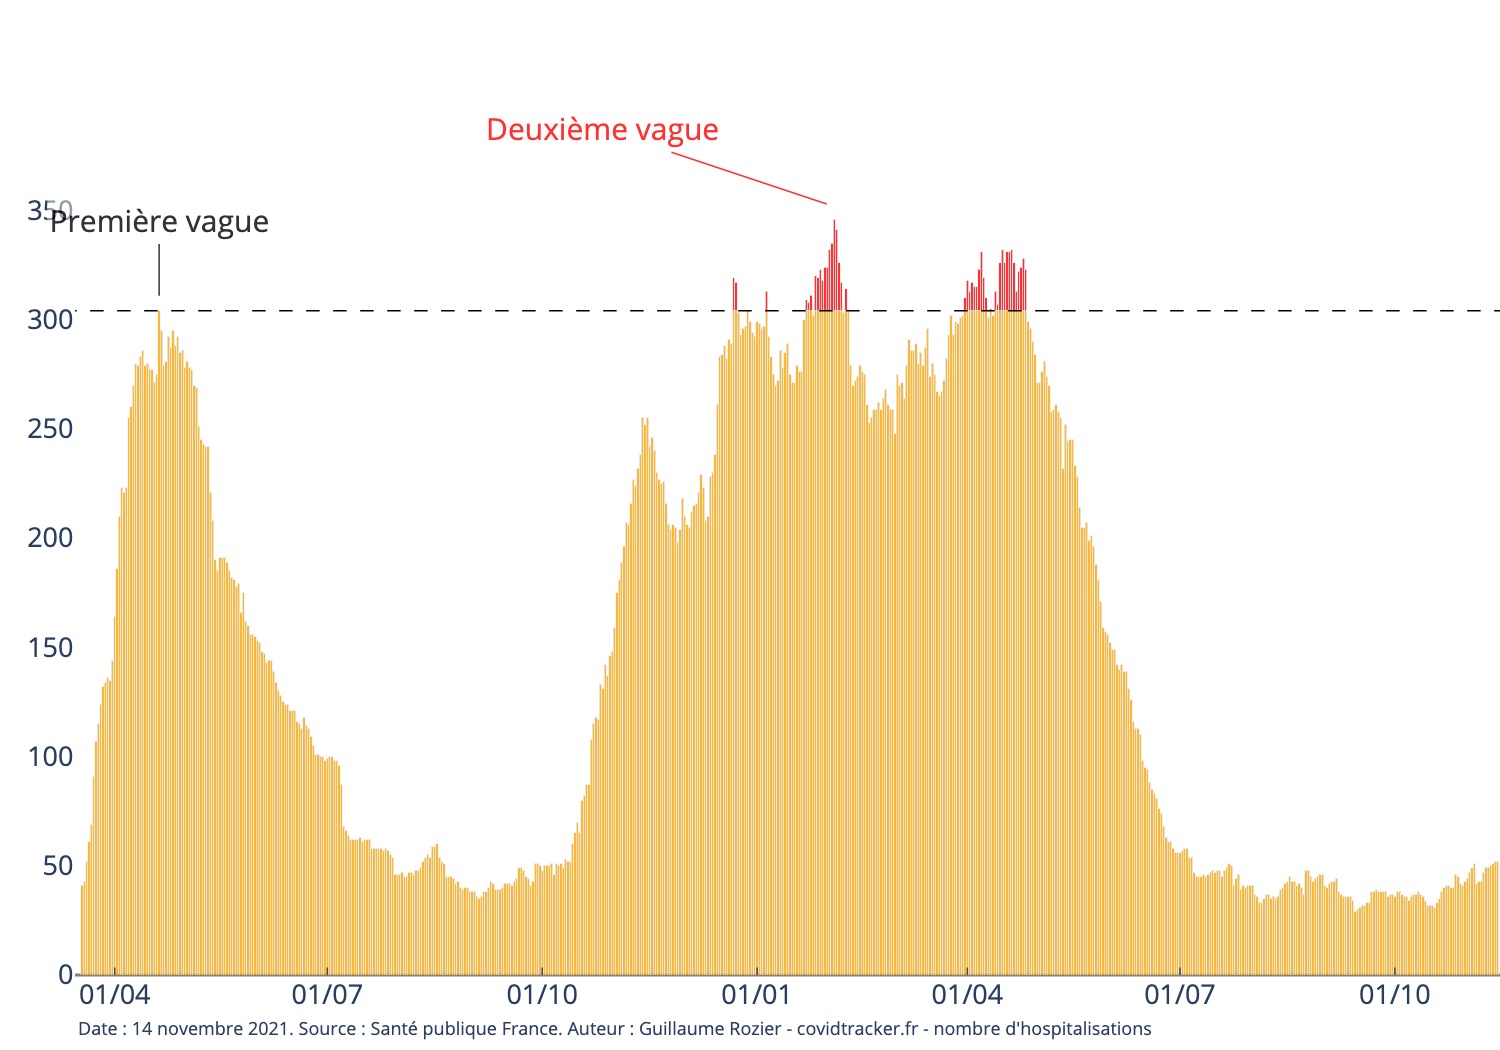 Deuxième vague
350
Première vague
300
250
200
150
100
50
0
01/04 01/07 01/10 01/01 01/04 01/07 01/10
Date : 14 novembre 2021. Source : Santé publique France. Auteur : Guillaume Rozier - covidtracker.fr - nombre d'hospitalisations